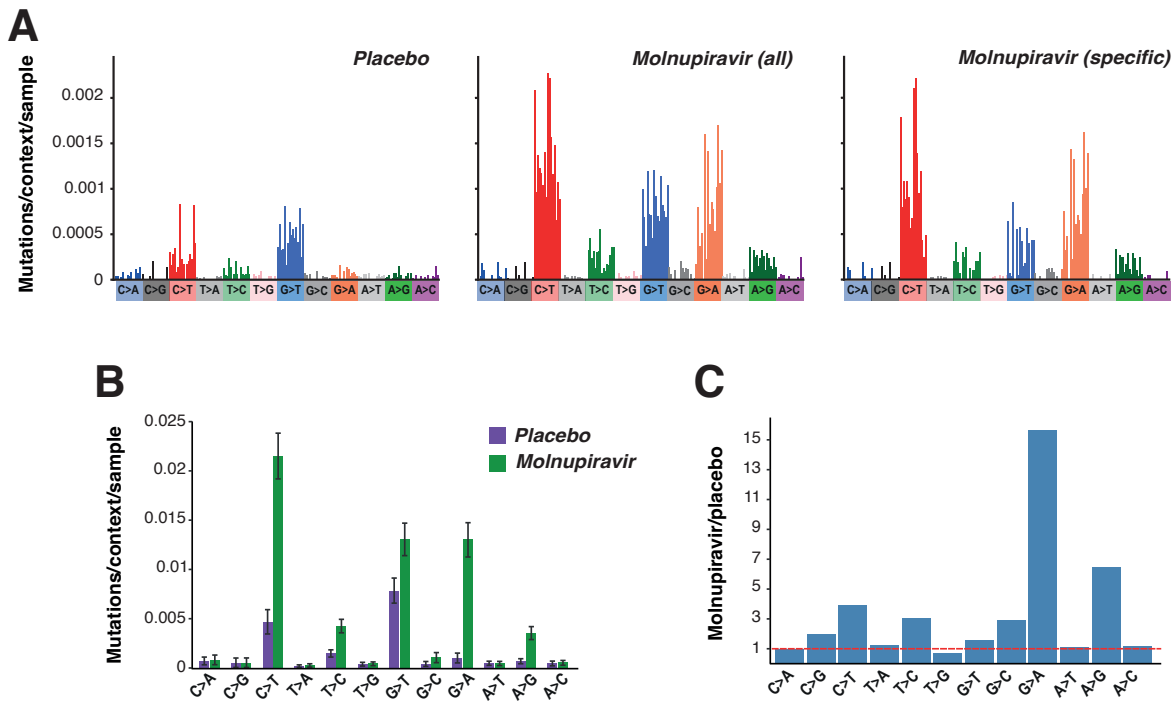 A
Mutations/context/sample
Placebo
Molnupiravir (all)
Molnupiravir (specific)
0.002
0.0015
0.001
0.0005
0
C>A C>G C>T T>A T>C T>G G>T G>C G>A A>T A>G A>C
C>A C>G C>T T>A T>C T>G G>T G>C G>A A>T A>G A>C
C>A C>G C>T T>A T>C T>G G>T G>C G>A A>T A>G A>C
B
Mutations/context/sample
0.025
0.02
0.015
0.01
0.005
0
Placebo
Molnupiravir
C>A C>G C>T T>A T>C T>G G>T G>C G>A A>T A>G A>C
C
Molnupiravir/placebo
15
13
11
9
7
5
3
1
C>A C>G C>T T>A T>C T>G G>T G>C G>A A>T A>G A>C